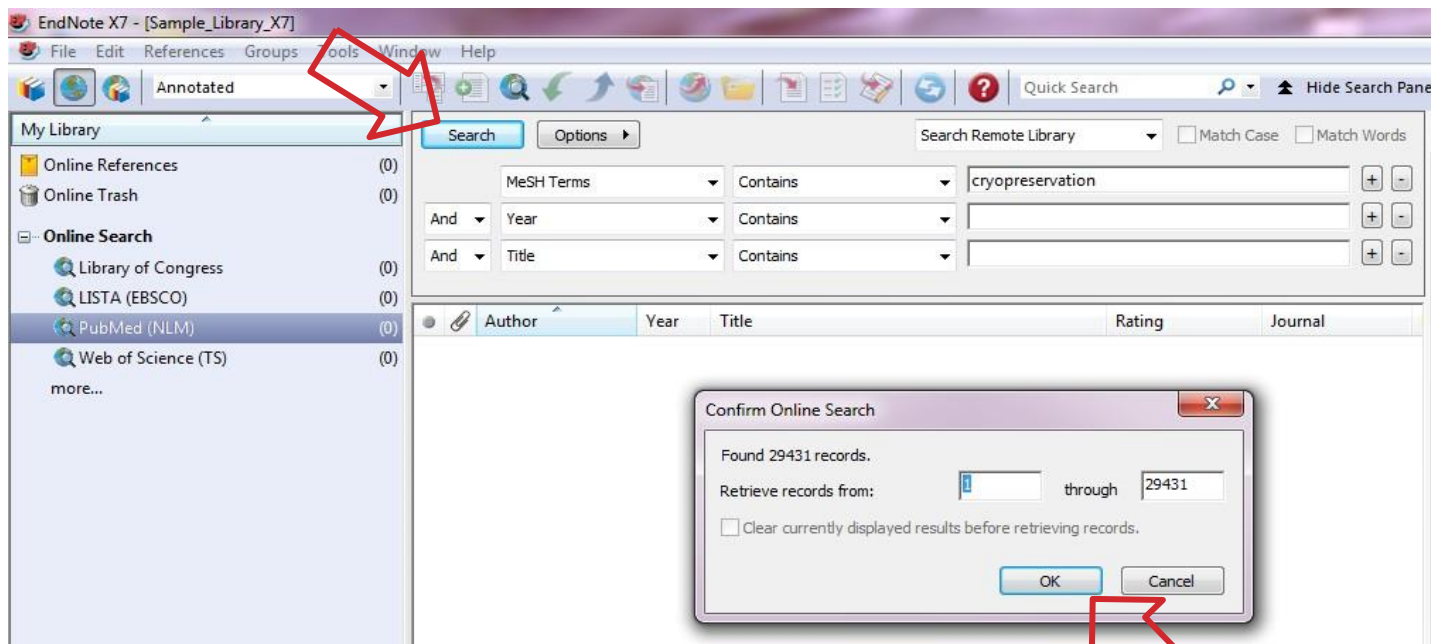 EndNote X7 - [Sample_Library_X7]
File Edit References Groups Tools Window Help
Annotated
Quick Search
Hide Search Pane
My Library
Online References (0)
Online Trash (0)
Online Search
Library of Congress (0)
LISTA (EBSCO) (0)
PubMed (NLM) (0)
Web of Science (TS) (0)
more...
Search Options Search Remote Library Match Case Match Words
MeSH Terms Contains cryopreservation + -
And Year Contains + -
And Title Contains + -
Author Year Title Rating Journal
Confirm Online Search
Found 29431 records.
Retrieve records from: 1 through 29431
Clear currently displayed results before retrieving records.
OK Cancel